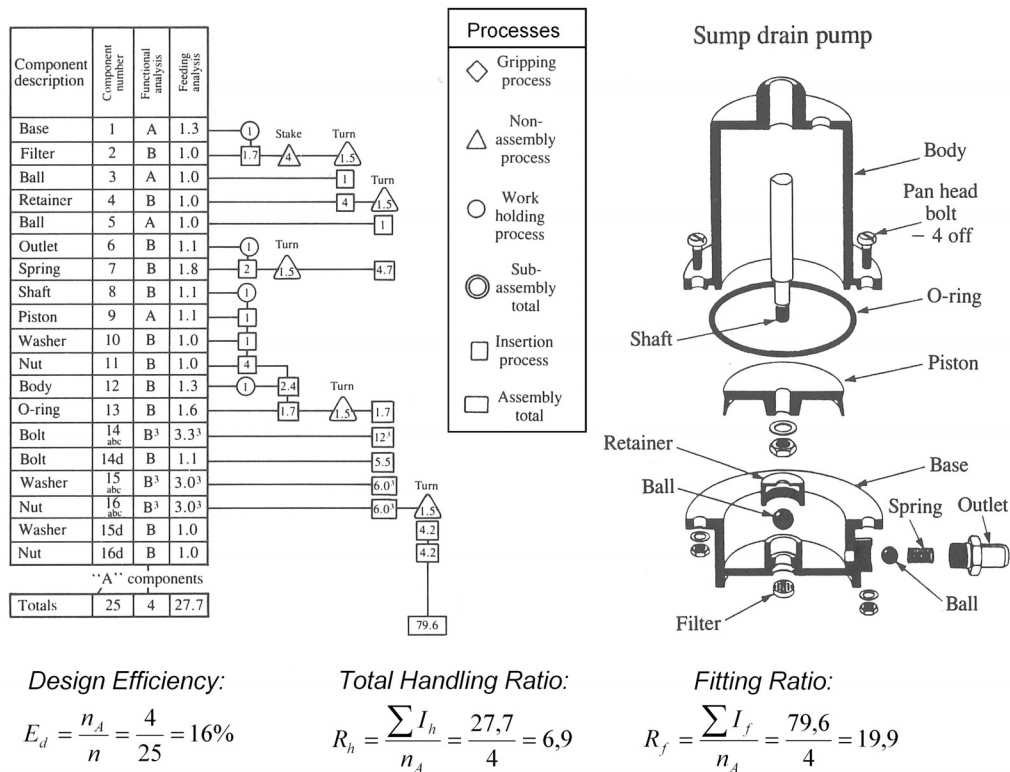 Component description
Component number
Functional analysis
Feeding analysis
Base 1 A 1.3 1 Stake Turn
Filter 2 B 1.0 1.7 4 1.5
Ball 3 A 1.0 1 Turn
Retainer 4 B 1.0 4 1.5
Ball 5 A 1.0 1
Outlet 6 B 1.1 1 Turn
Spring 7 B 1.8 2 1.5 4.7
Shaft 8 B 1.1 1
Piston 9 A 1.1 1
Washer 10 B 1.0 1
Nut 11 B 1.0 4
Body 12 B 1.3 1 2.4 Turn
O-ring 13 B 1.6 1.7 1.5 1.7
Bolt 14 abc B³ 3.3³ 12³
Bolt 14d B 1.1 5.5
Washer 15 abc B³ 3.0³ 6.0³ Turn
Nut 16 abc B³ 3.0³ 6.0³ 1.5
Washer 15d B 1.0 4.2
Nut 16d B 1.0 4.2
"A" components
Totals 25 4 27.7
79.6
Processes
Gripping process
Non-assembly process
Work holding process
Sub-assembly total
Insertion process
Assembly total
Sump drain pump
Body
Pan head
bolt
– 4 off
O-ring
Shaft
Piston
Retainer
Base
Ball
Spring
Outlet
Ball
Filter
Design Efficiency:
E_d = n_A / n = 4 / 25 = 16%
Total Handling Ratio:
R_h = ∑ I_h / n_A = 27,7 / 4 = 6,9
Fitting Ratio:
R_f = ∑ I_f / n_A = 79,6 / 4 = 19,9